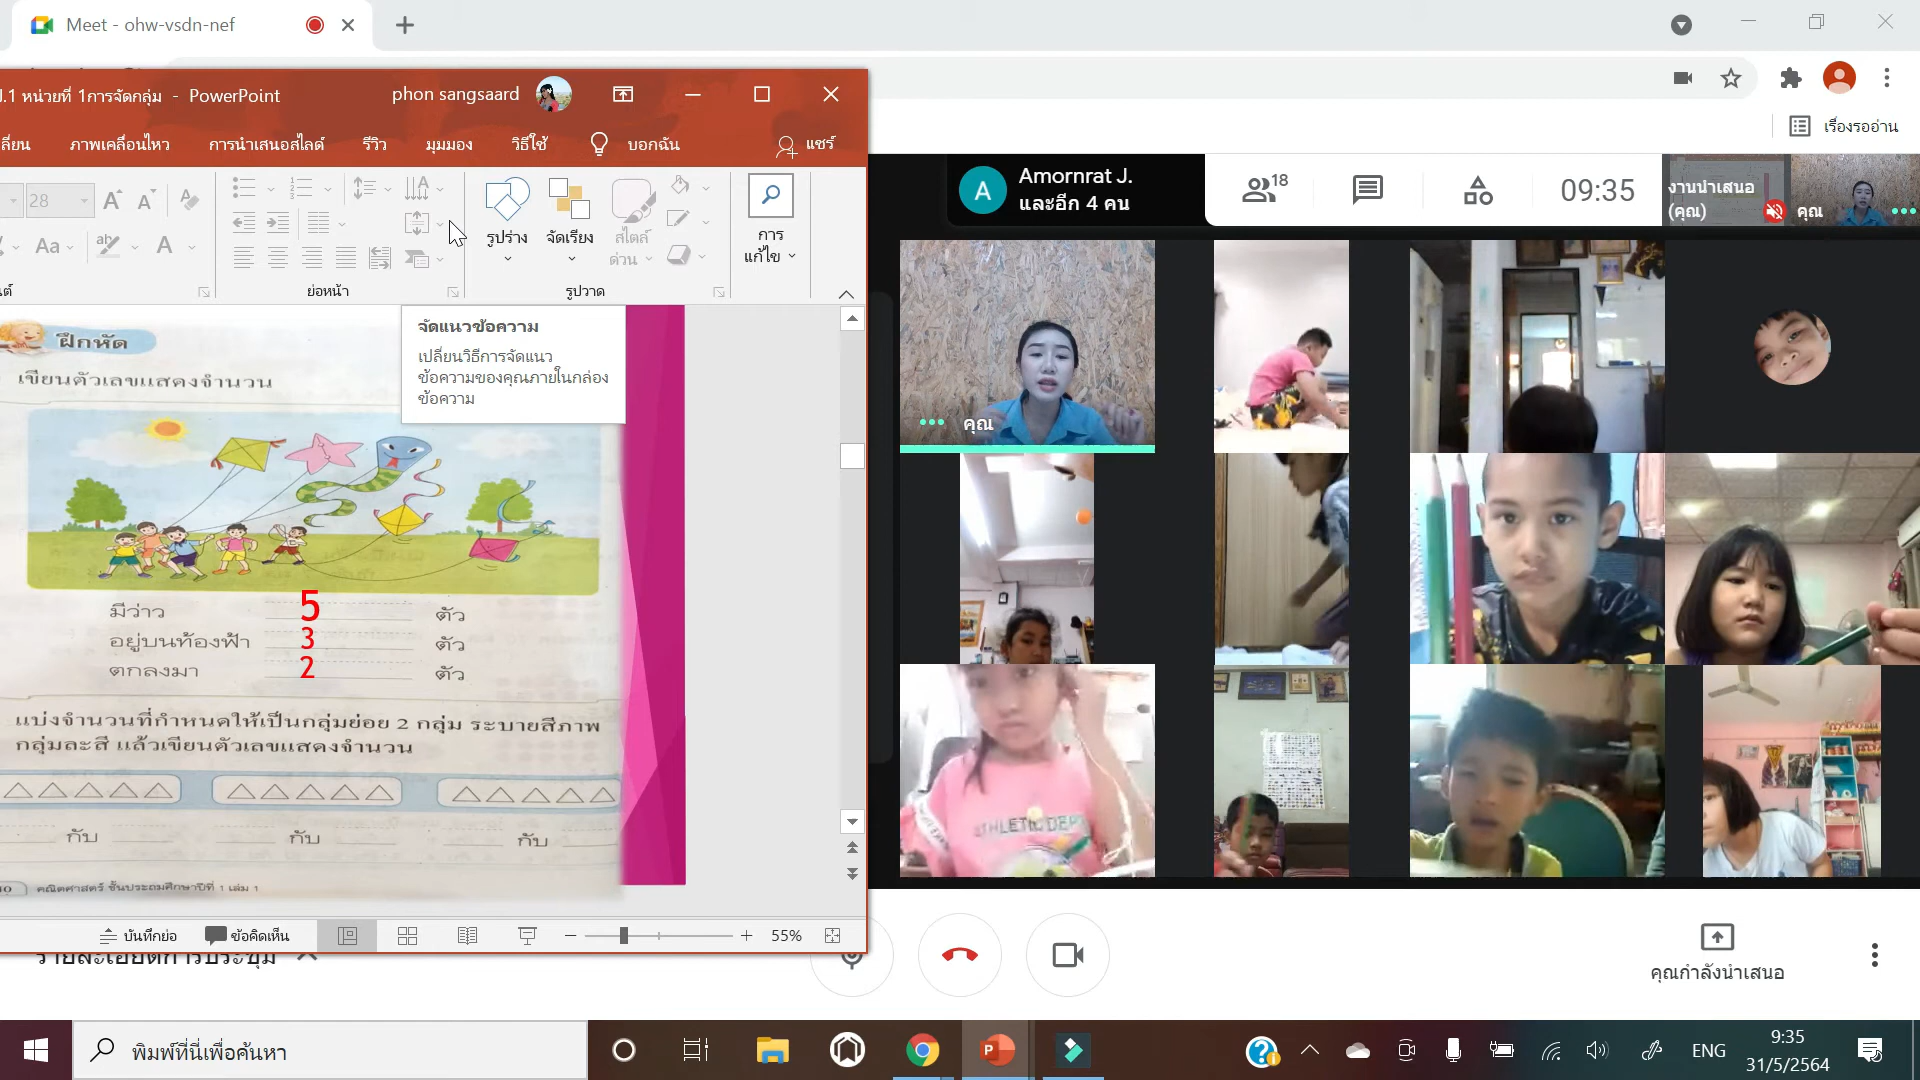 Meet - ohw-vsdn-nef
ป.1 หน่วยที่ 1การจัดกลุ่ม - PowerPoint
phon sangsaard
ภาพเคลื่อนไหว
การนำเสนอสไลด์
รีวิว
มุมมอง
วิธีใช้
บอกฉัน
แชร์
เรื่องรออ่าน
28
Aa
A
รูปร่าง
จัดเรียง
สไตล์
ด่วน
การ
แก้ไข
ย่อหน้า
รูปวาด
จัดแนวข้อความ
เปลี่ยนวิธีการจัดแนว
ข้อความของคุณภายในกล่อง
ข้อความ
ฝึกหัด
เขียนตัวเลขแสดงจำนวน
มีว่าว 5 ตัว
อยู่บนท้องฟ้า 3 ตัว
ตกลงมา 2 ตัว
แบ่งจำนวนที่กำหนดให้เป็นกลุ่มย่อย 2 กลุ่ม ระบายสีภาพ
กลุ่มละสี แล้วเขียนตัวเลขแสดงจำนวน
กับ กับ กับ
คณิตศาสตร์ ชั้นประถมศึกษาปีที่ 1 เล่ม 1
บันทึกย่อ
ข้อคิดเห็น
55%
รายละเอียดการประชุม
A
Amornrat J.
และอีก 4 คน
18
09:35
งานนำเสนอ
(คุณ)
คุณ
คุณ
ATHLETIC DEPT
คุณกำลังนำเสนอ
พิมพ์ที่นี่เพื่อค้นหา
ENG
9:35
31/5/2564